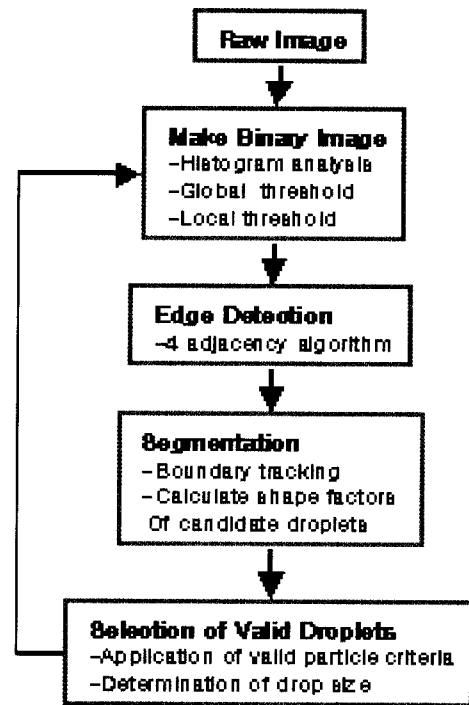 Raw Image
Make Binary Image
-Histogram analysis
-Global threshold
-Local threshold
Edge Detection
-4 adjacency algorithm
Segmentation
-Boundary tracking
-Calculate shape factors
Of candidate droplets
Selection of Valid Droplets
-Application of valid particle criteria
-Determination of drop size